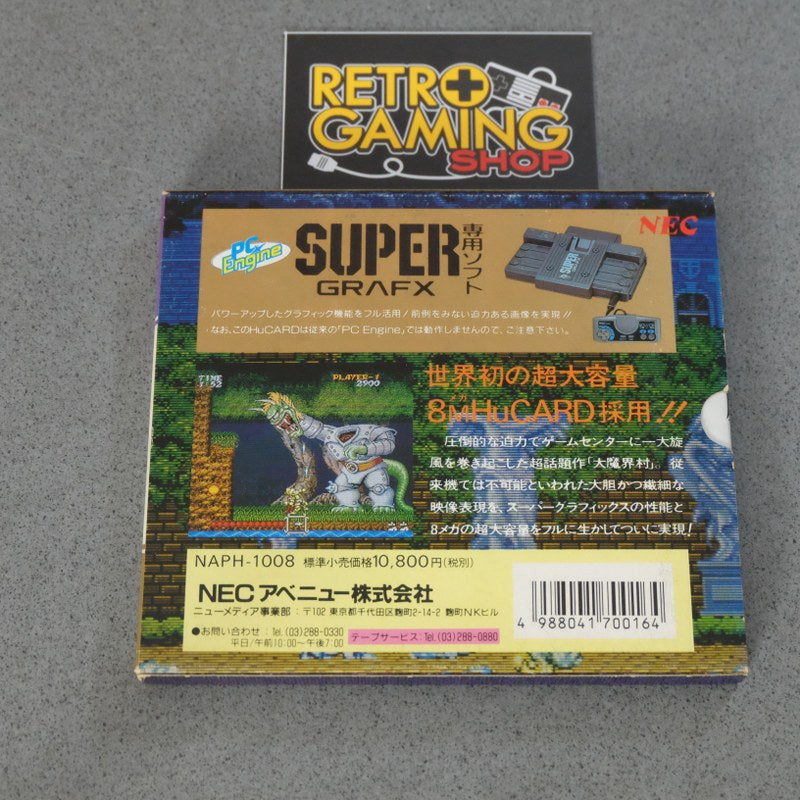 RETRO
GAMING
SHOP
NEC
PC
Engine
SUPER
GRAFX
専用ソフト
SUPER
パワーアップしたグラフィック機能をフル活用!前例をみない迫力ある画像を実現!!
なお、このHuCARDは従来の「PC Engine」では動作しませんので、ご注意下さい。
TIME
1:52
PLAYER-1
2900
世界初の超大容量
8メガMHuCARD採用!!
圧倒的な迫力でゲームセンターに一大旋
風を巻き起こした超話題作「大魔界村」。従
来機では不可能といわれた大胆かつ繊細な
映像表現を、スーパーグラフィックスの性能と
8メガの超大容量をフルに生かしてついに実現!
NAPH-1008 標準小売価格10,800円(税別)
NECアベニュー株式会社
ニューメディア事業部:〒102 東京都千代田区麹町2-14-2 麹町NKビル
●お問い合わせ:Tel.(03)288-0330
平日/午前10:00〜午後7:00
テープサービス:Tel.(03)288-0880
4 988041 700164